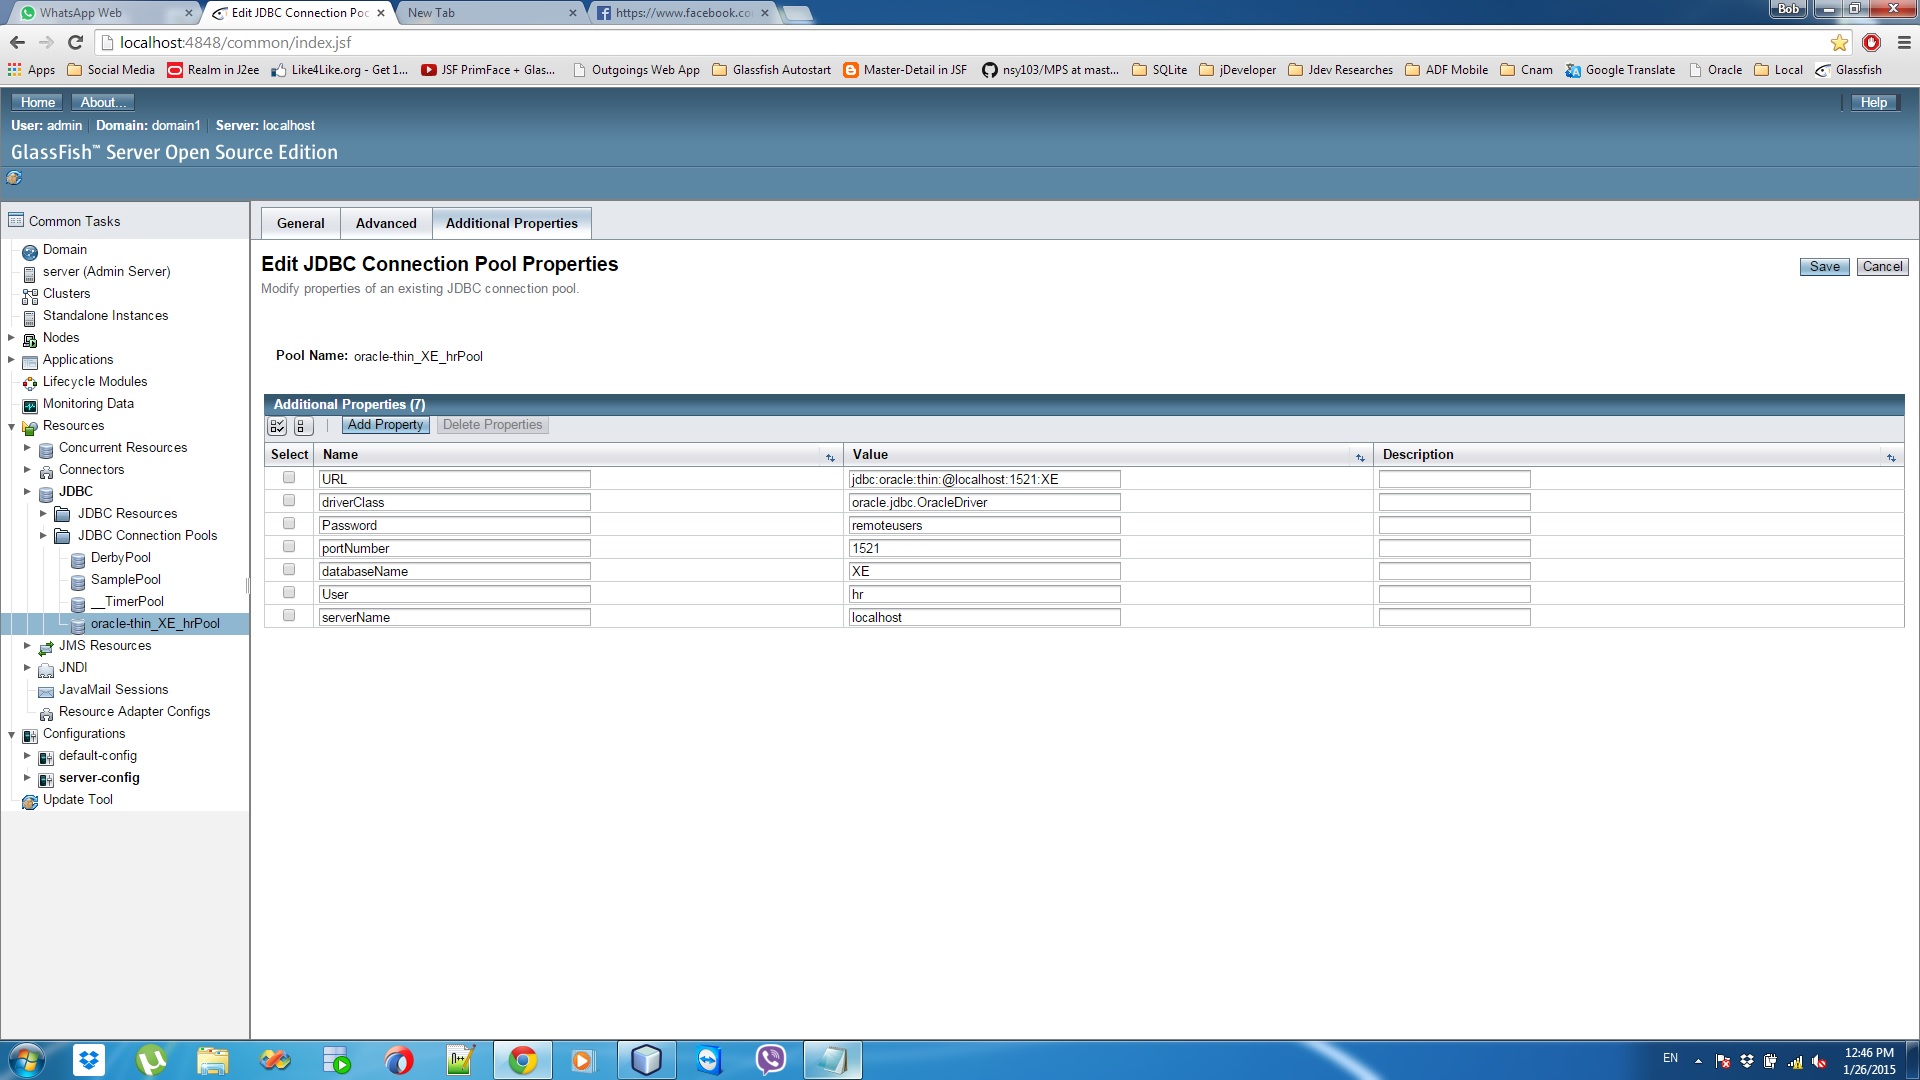 WhatsApp Web
Edit JDBC Connection Poc
New Tab
https://www.facebook.co
Bob
localhost:4848/common/index.jsf
Apps Social Media Realm in J2ee Like4Like.org - Get 1... JSF PrimFace + Glas... Outgoings Web App Glassfish Autostart Master-Detail in JSF nsy103/MPS at mast... SQLite jDeveloper Jdev Researches ADF Mobile Cnam Google Translate Oracle Local Glassfish
Home About... Help
User: admin Domain: domain1 Server: localhost
GlassFish™ Server Open Source Edition
Common Tasks
Domain
server (Admin Server)
Clusters
Standalone Instances
Nodes
Applications
Lifecycle Modules
Monitoring Data
Resources
Concurrent Resources
Connectors
JDBC
JDBC Resources
JDBC Connection Pools
DerbyPool
SamplePool
__TimerPool
oracle-thin_XE_hrPool
JMS Resources
JNDI
JavaMail Sessions
Resource Adapter Configs
Configurations
default-config
server-config
Update Tool
General Advanced Additional Properties
Edit JDBC Connection Pool Properties
Save Cancel
Modify properties of an existing JDBC connection pool.
Pool Name: oracle-thin_XE_hrPool
Additional Properties (7)
Add Property Delete Properties
Select Name Value Description
URL jdbc:oracle:thin:@localhost:1521:XE
driverClass oracle.jdbc.OracleDriver
Password remoteusers
portNumber 1521
databaseName XE
User hr
serverName localhost
EN
12:46 PM
1/26/2015